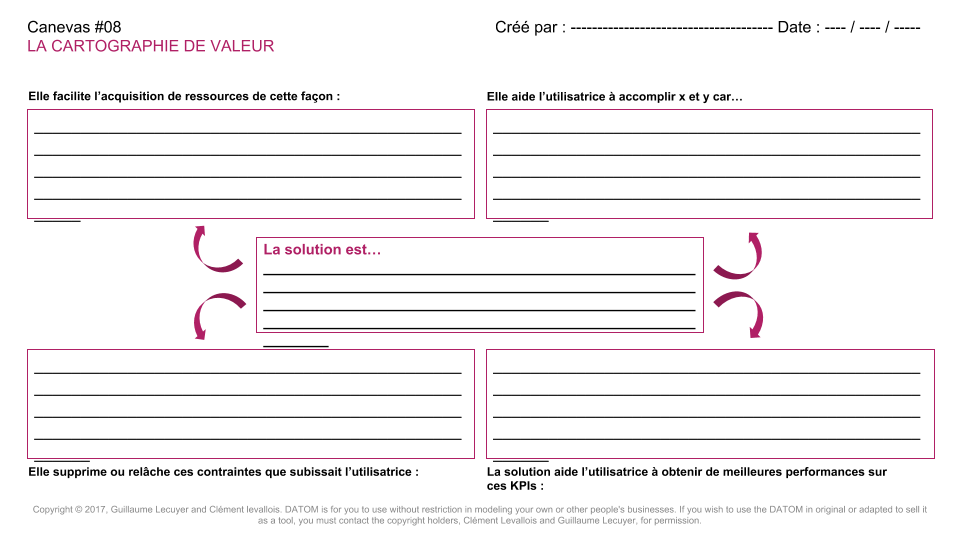 Canevas #08
LA CARTOGRAPHIE DE VALEUR
Créé par : -------------------------------------- Date : ---- / ---- / -----
Elle facilite l’acquisition de ressources de cette façon :
Elle aide l’utilisatrice à accomplir x et y car…
La solution est…
Elle supprime ou relâche ces contraintes que subissait l’utilisatrice :
La solution aide l’utilisatrice à obtenir de meilleures performances sur
ces KPIs :
Copyright © 2017, Guillaume Lecuyer and Clément levallois. DATOM is for you to use without restriction in modeling your own or other people's businesses. If you wish to use the DATOM in original or adapted to sell it
as a tool, you must contact the copyright holders, Clément Levallois and Guillaume Lecuyer, for permission.